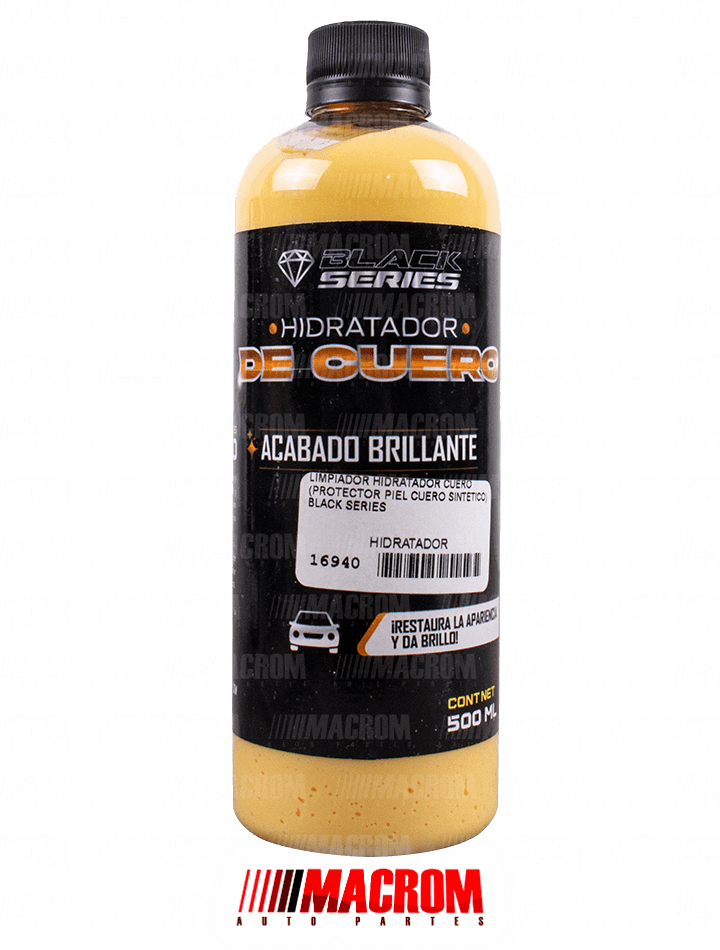 BLACK
SERIES
HIDRATADOR
DE CUERO
ACABADO BRILLANTE
LIMPIADOR HIDRATADOR CUERO
(PROTECTOR PIEL CUERO SINTETICO)
BLACK SERIES
HIDRATADOR
16940
¡RESTAURA LA APARIENCIA
Y DA BRILLO!
CONT NET
500 ML
MACROM
AUTO PARTES